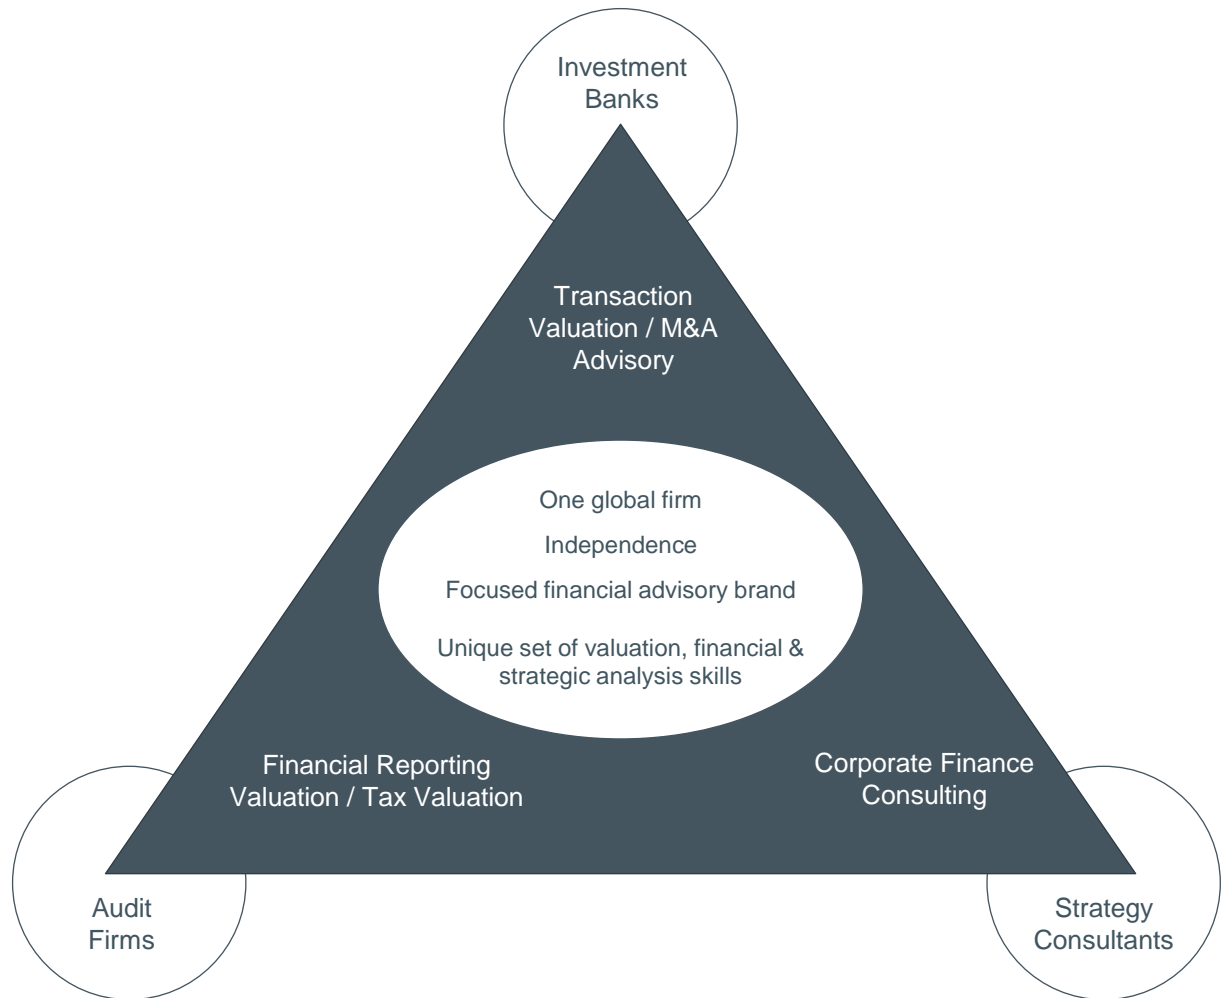 Investment
Banks
Transaction
Valuation / M&A
Advisory
One global firm
Independence
Focused financial advisory brand
Unique set of valuation, financial &
strategic analysis skills
Financial Reporting
Valuation / Tax Valuation
Corporate Finance
Consulting
Audit
Firms
Strategy
Consultants